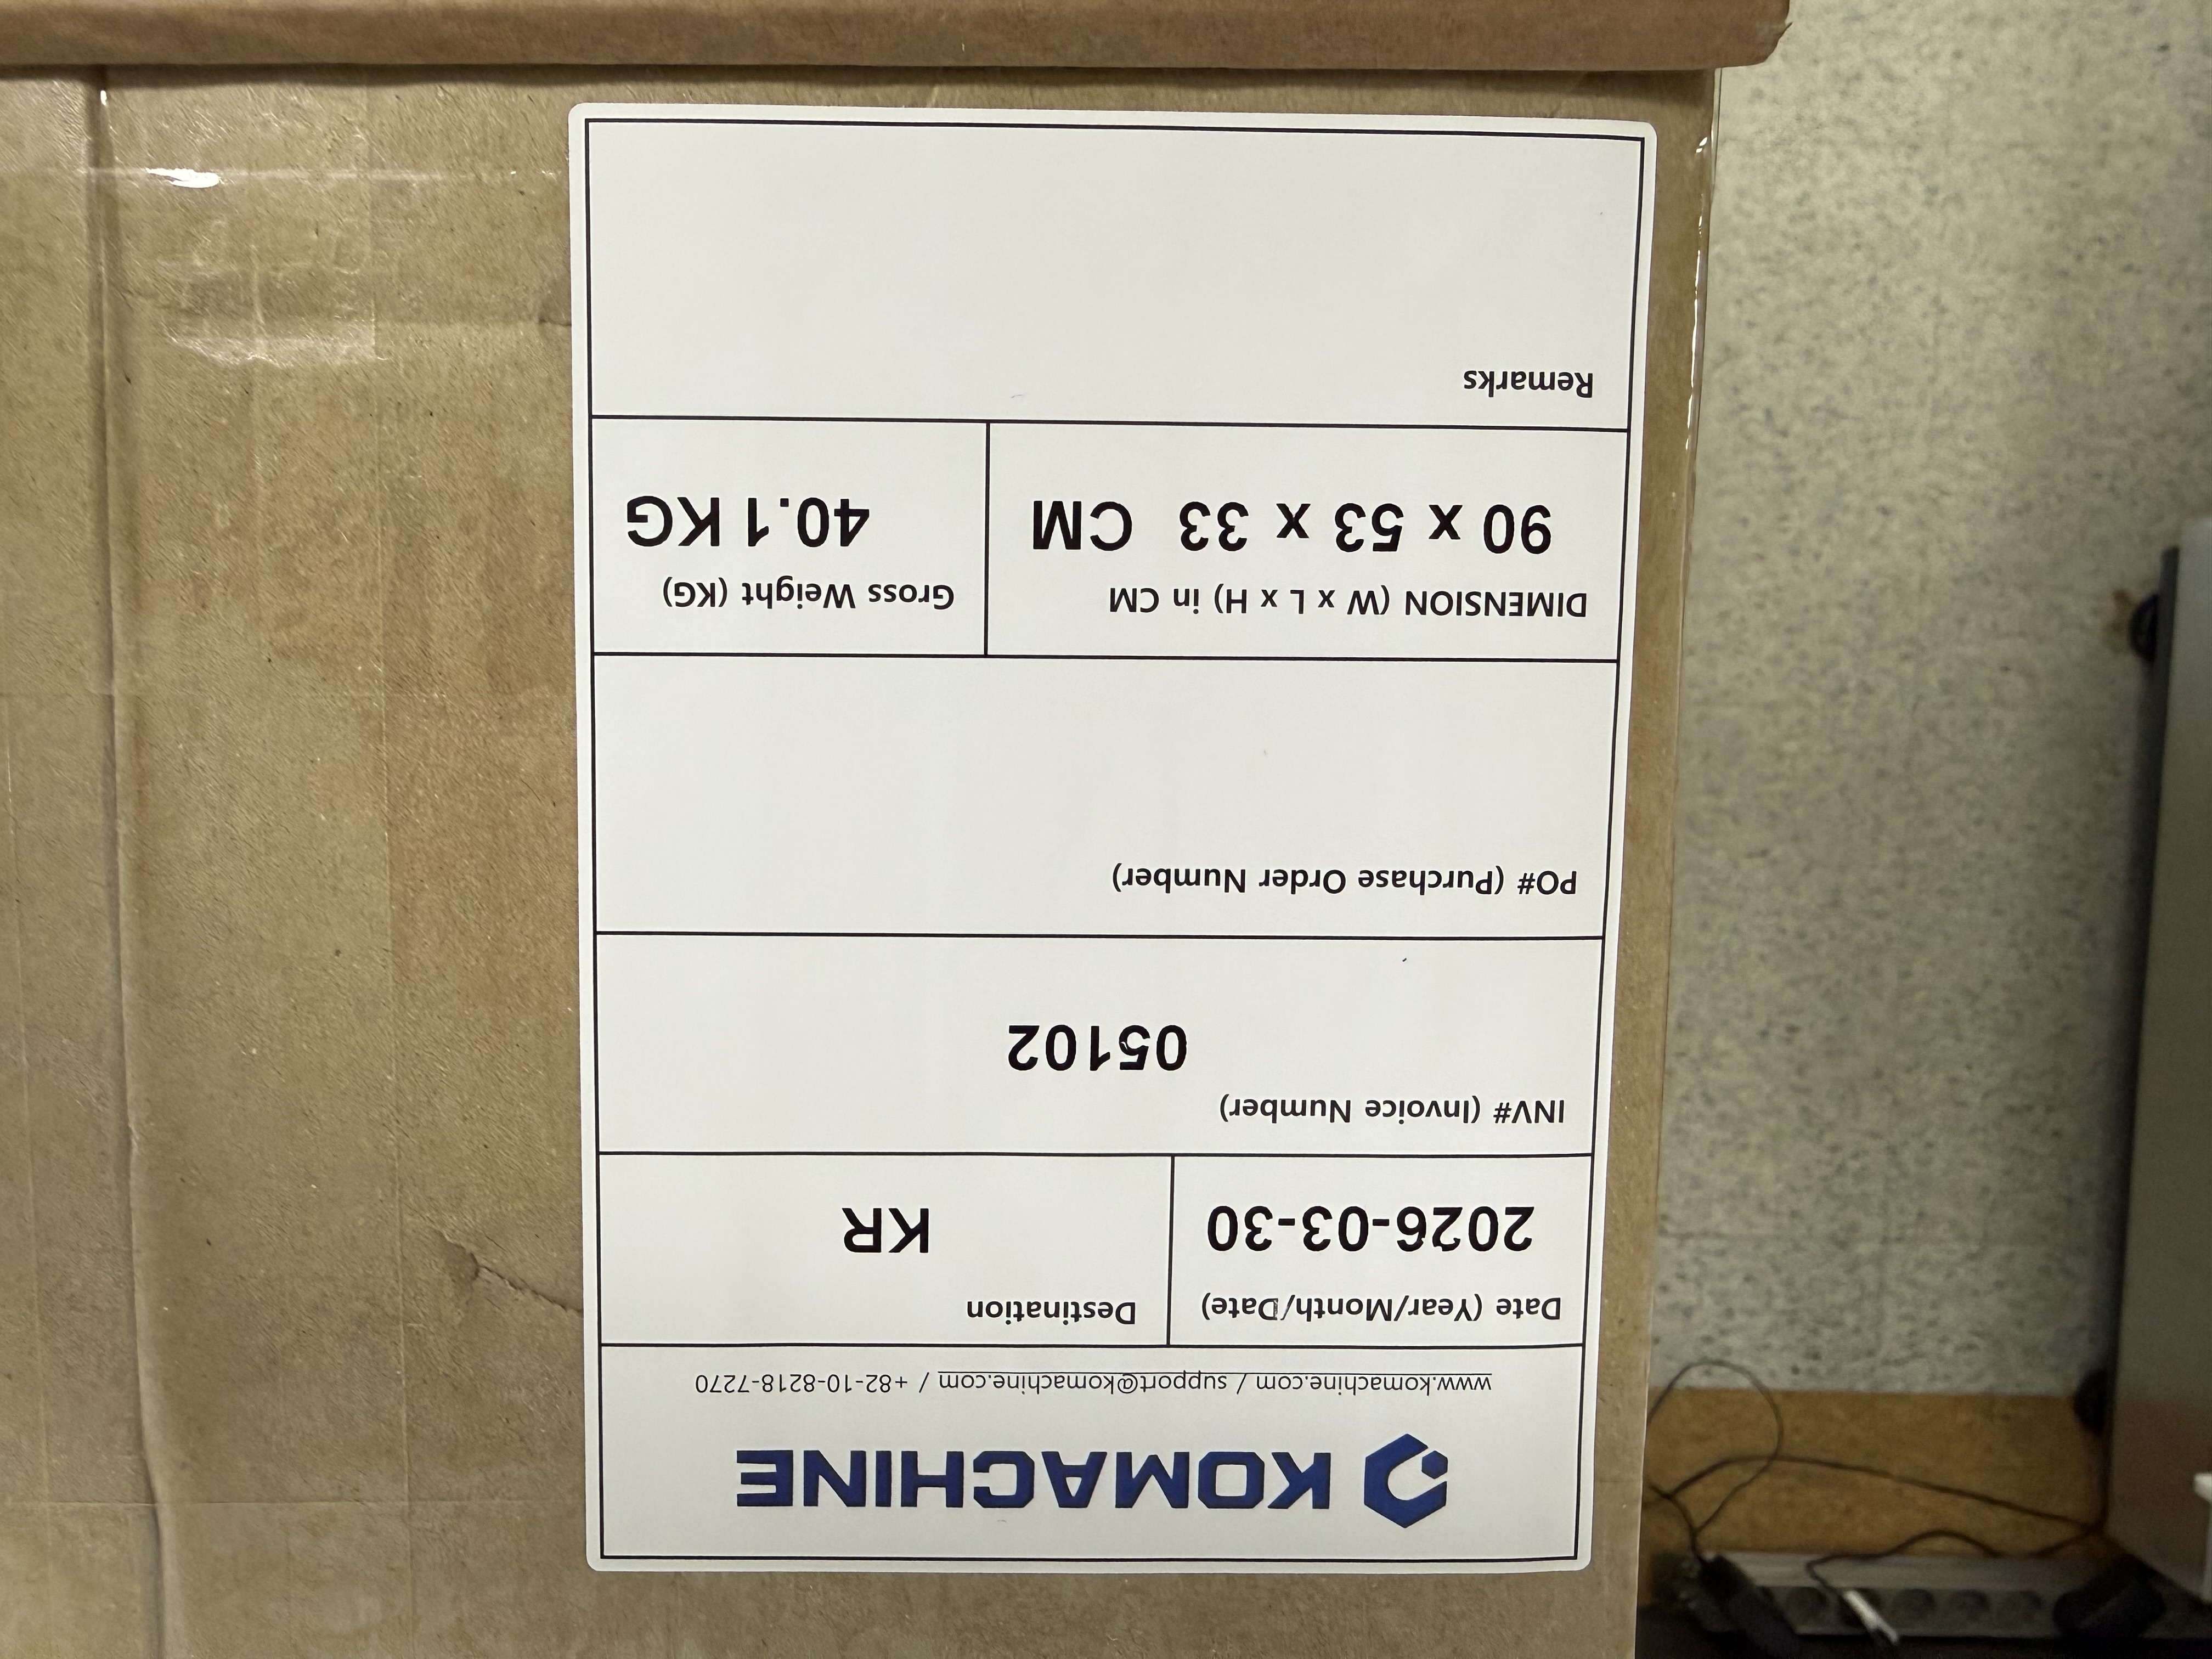 KOMACHINE
www.komachine.com / support@komachine.com / +82-10-8218-7270
Date (Year/Month/Date)
2026-03-30
Destination
KR
INV# (Invoice Number)
05102
PO# (Purchase Order Number)
DIMENSION (W x L x H) in CM
90 x 53 x 33 CM
Gross Weight (KG)
40.1 KG
Remarks